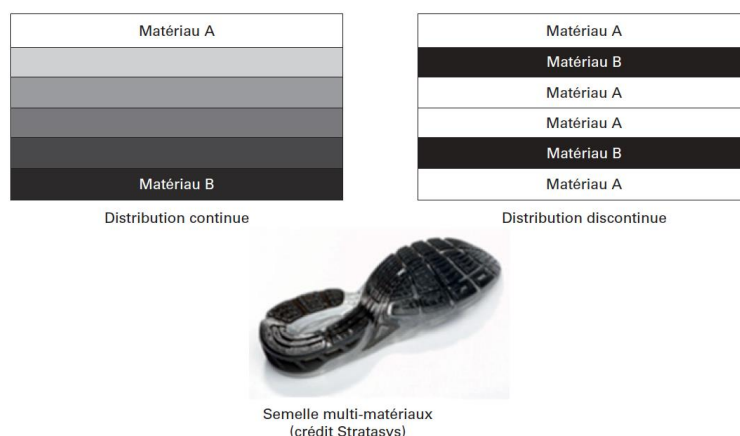 Matériau A
Matériau B
Distribution continue
Matériau A
Matériau B
Matériau A
Matériau A
Matériau B
Matériau A
Distribution discontinue
Semelle multi-matériaux
(crédit Stratasys)